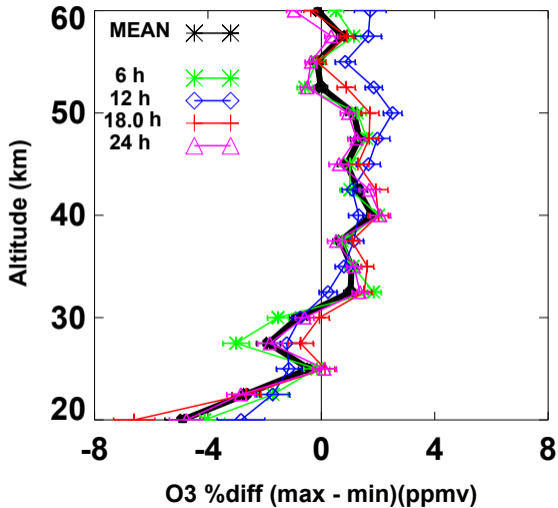 60
MEAN
6 h
12 h
50
18.0 h
24 h
Altitude (km)
40
30
20
-8
-4
0
4
8
O3 %diff (max - min)(ppmv)